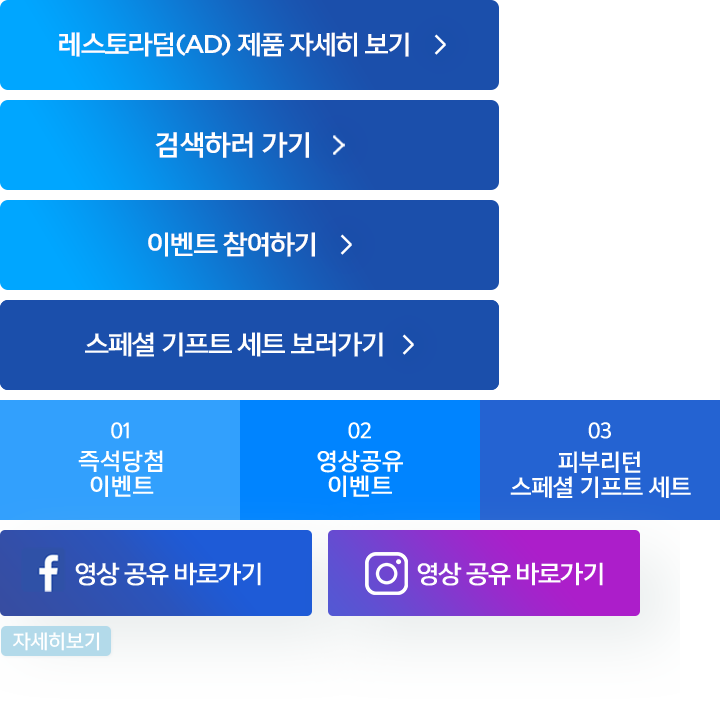 레스토라덤(AD) 제품 자세히 보기
검색하러 가기
이벤트 참여하기
스페셜 기프트 세트 보러가기
01
즉석당첨
이벤트
02
영상공유
이벤트
03
피부리턴
스페셜 기프트 세트
영상 공유 바로가기
영상 공유 바로가기
자세히보기